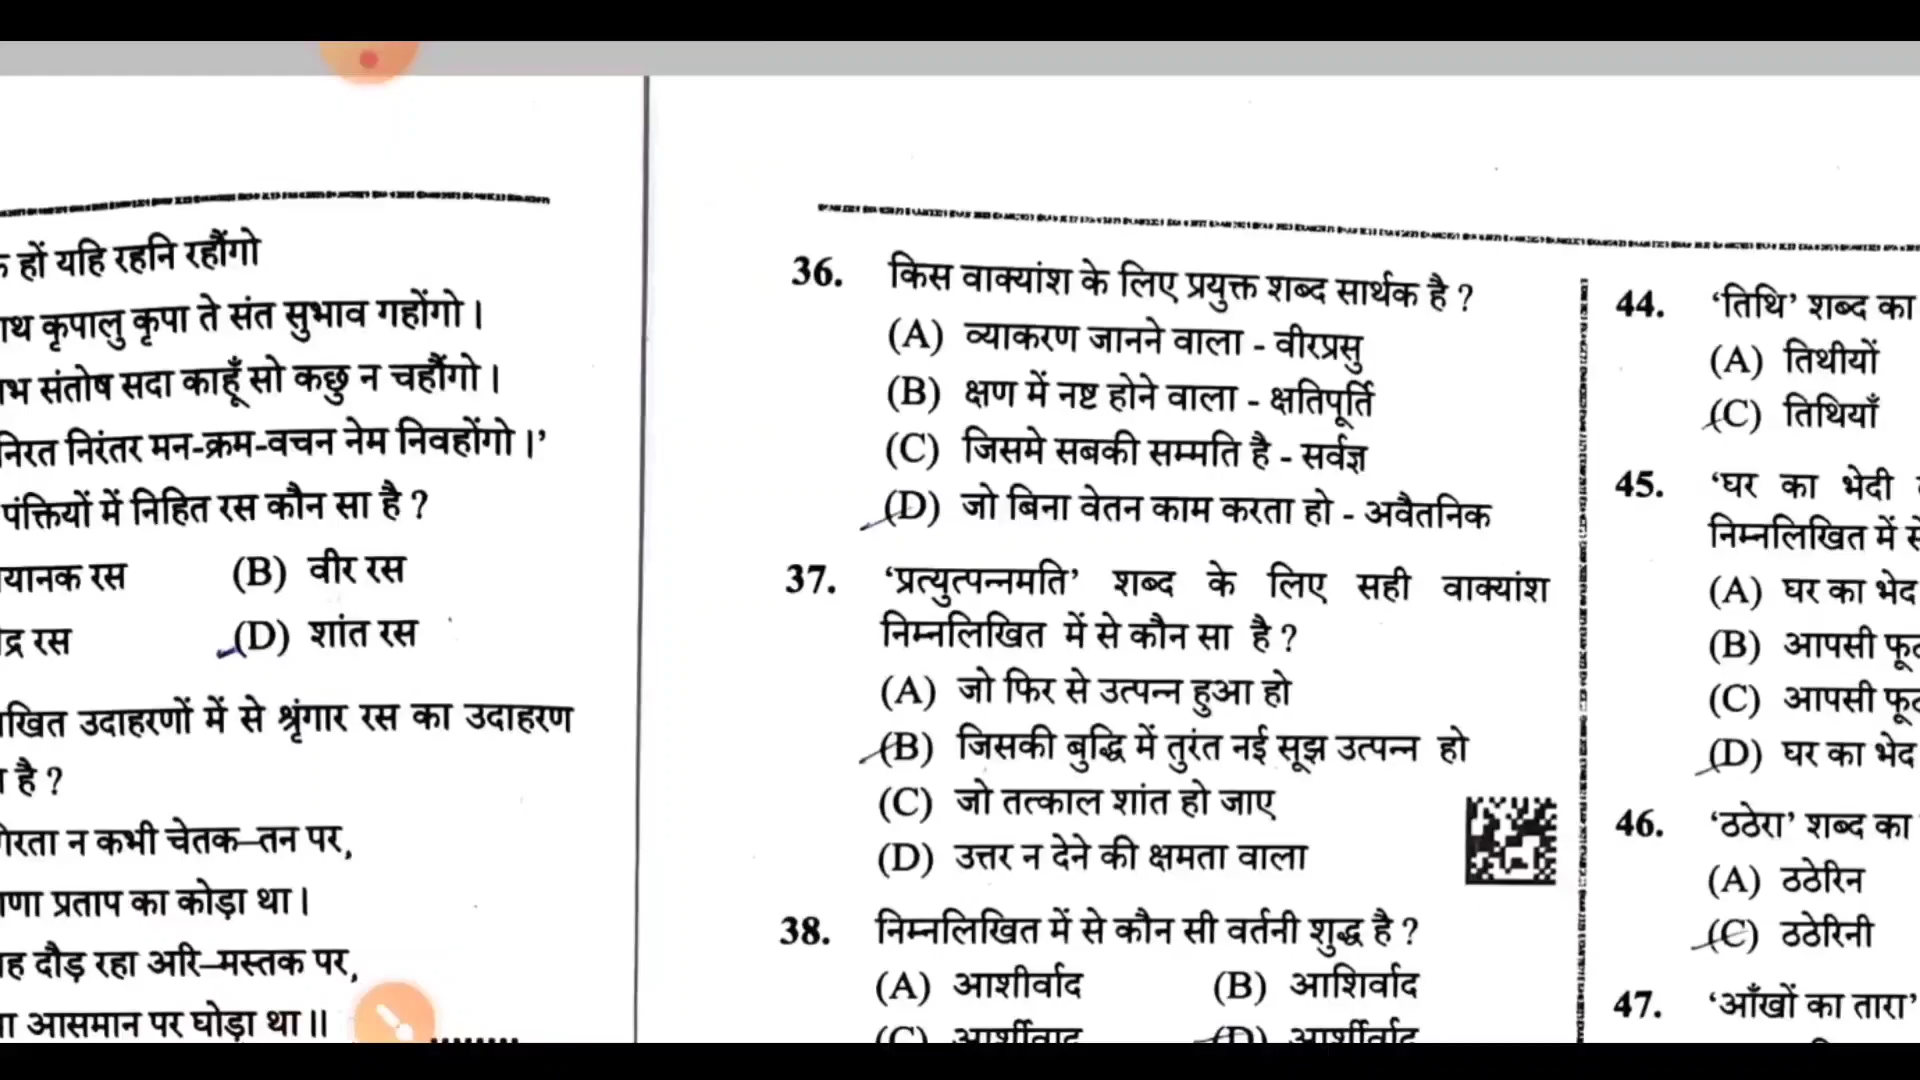 हों यहि रहनि रहौंगो
कृपालु कृपा ते संत सुभाव गहोंगो ।
संतोष सदा काहूँ सो कछु न चहौंगो ।
निरत निरंतर मन-क्रम-वचन नेम निवहोंगो ।’
पंक्तियों में निहित रस कौन सा है ?
रस (B) वीर रस
रस (D) शांत रस
उदाहरणों में से श्रृंगार रस का उदाहरण
है ?
न कभी चेतक–तन पर,
प्रताप का कोड़ा था ।
दौड़ रहा अरि–मस्तक पर,
आसमान पर घोड़ा था ॥
36. किस वाक्यांश के लिए प्रयुक्त शब्द सार्थक है ?
(A) व्याकरण जानने वाला - वीरप्रसु
(B) क्षण में नष्ट होने वाला - क्षतिपूर्ति
(C) जिसमे सबकी सम्मति है - सर्वज्ञ
(D) जो बिना वेतन काम करता हो - अवैतनिक
37. ‘प्रत्युत्पन्नमति’ शब्द के लिए सही वाक्यांश
निम्नलिखित में से कौन सा है ?
(A) जो फिर से उत्पन्न हुआ हो
(B) जिसकी बुद्धि में तुरंत नई सूझ उत्पन्न हो
(C) जो तत्काल शांत हो जाए
(D) उत्तर न देने की क्षमता वाला
38. निम्नलिखित में से कौन सी वर्तनी शुद्ध है ?
(A) आशीर्वाद (B) आशिर्वाद
44. ‘तिथि’ शब्द का
(A) तिथीयों
(C) तिथियाँ
45. ‘घर का भेदी
निम्नलिखित में
(A) घर का भेद
(B) आपसी
(C) आपसी
(D) घर का भेद
46. ‘ठठेरा’ शब्द का
(A) ठठेरिन
(C) ठठेरिनी
47. ‘आँखों का तारा’